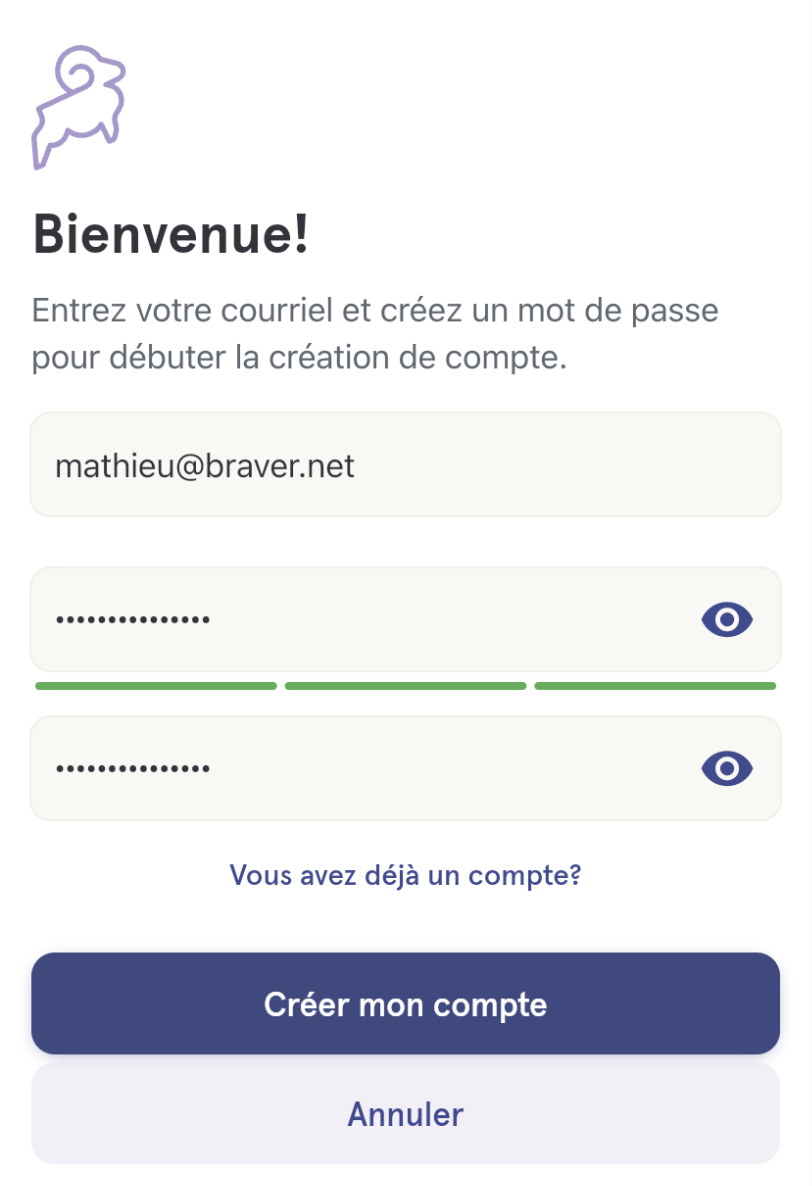 Bienvenue!
Entrez votre courriel et créez un mot de passe
pour débuter la création de compte.
mathieu@braver.net
•••••••••••••••
•••••••••••••••
Vous avez déjà un compte?
Créer mon compte
Annuler